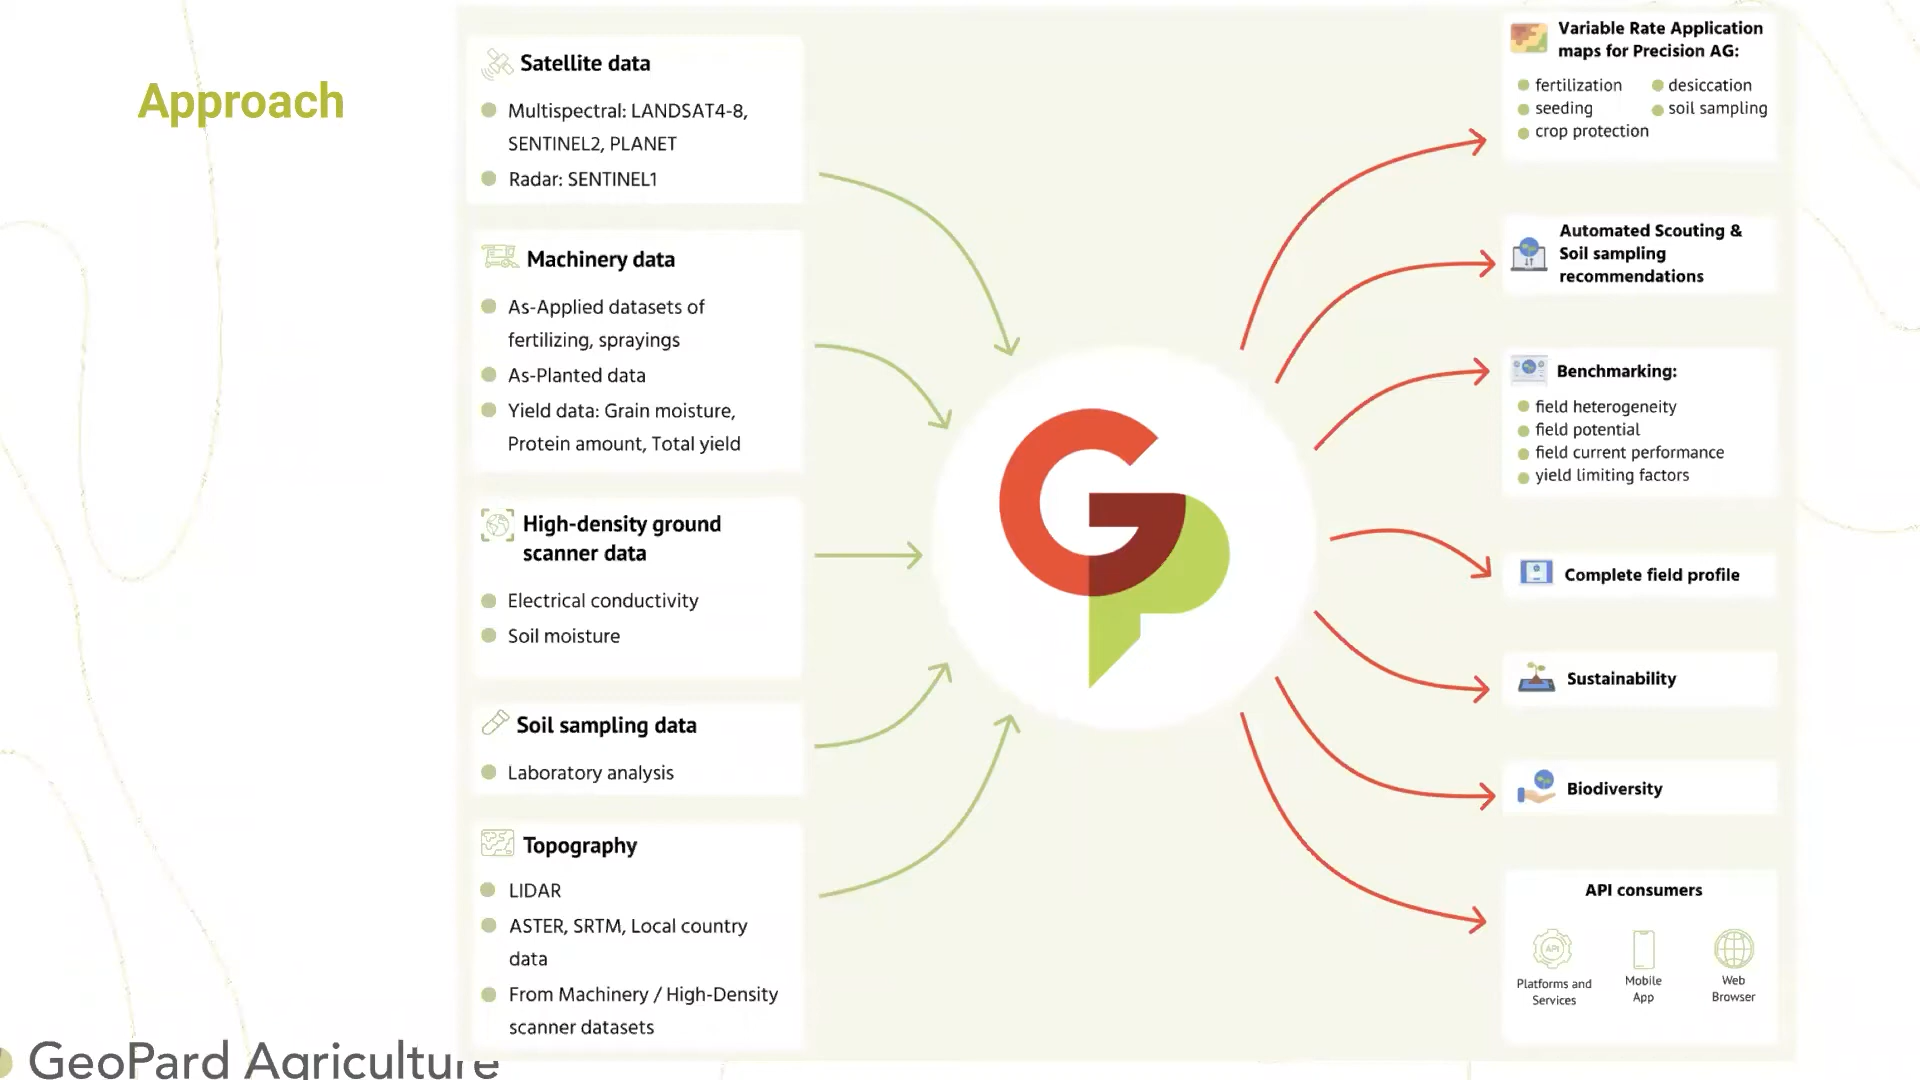 Approach
Satellite data
Multispectral: LANDSAT4-8,
SENTINEL2, PLANET
Radar: SENTINEL1
Machinery data
As-Applied datasets of
fertilizing, sprayings
As-Planted data
Yield data: Grain moisture,
Protein amount, Total yield
High-density ground
scanner data
Electrical conductivity
Soil moisture
Soil sampling data
Laboratory analysis
Topography
LIDAR
ASTER, SRTM, Local country
data
From Machinery / High-Density
scanner datasets
GP
Variable Rate Application
maps for Precision AG:
fertilization
desiccation
seeding
soil sampling
crop protection
Automated Scouting &
Soil sampling
recommendations
Benchmarking:
field heterogeneity
field potential
field current performance
yield limiting factors
Complete field profile
Sustainability
Biodiversity
API consumers
API
Platforms and
Services
Mobile
App
Web
Browser
GeoPard Agriculture